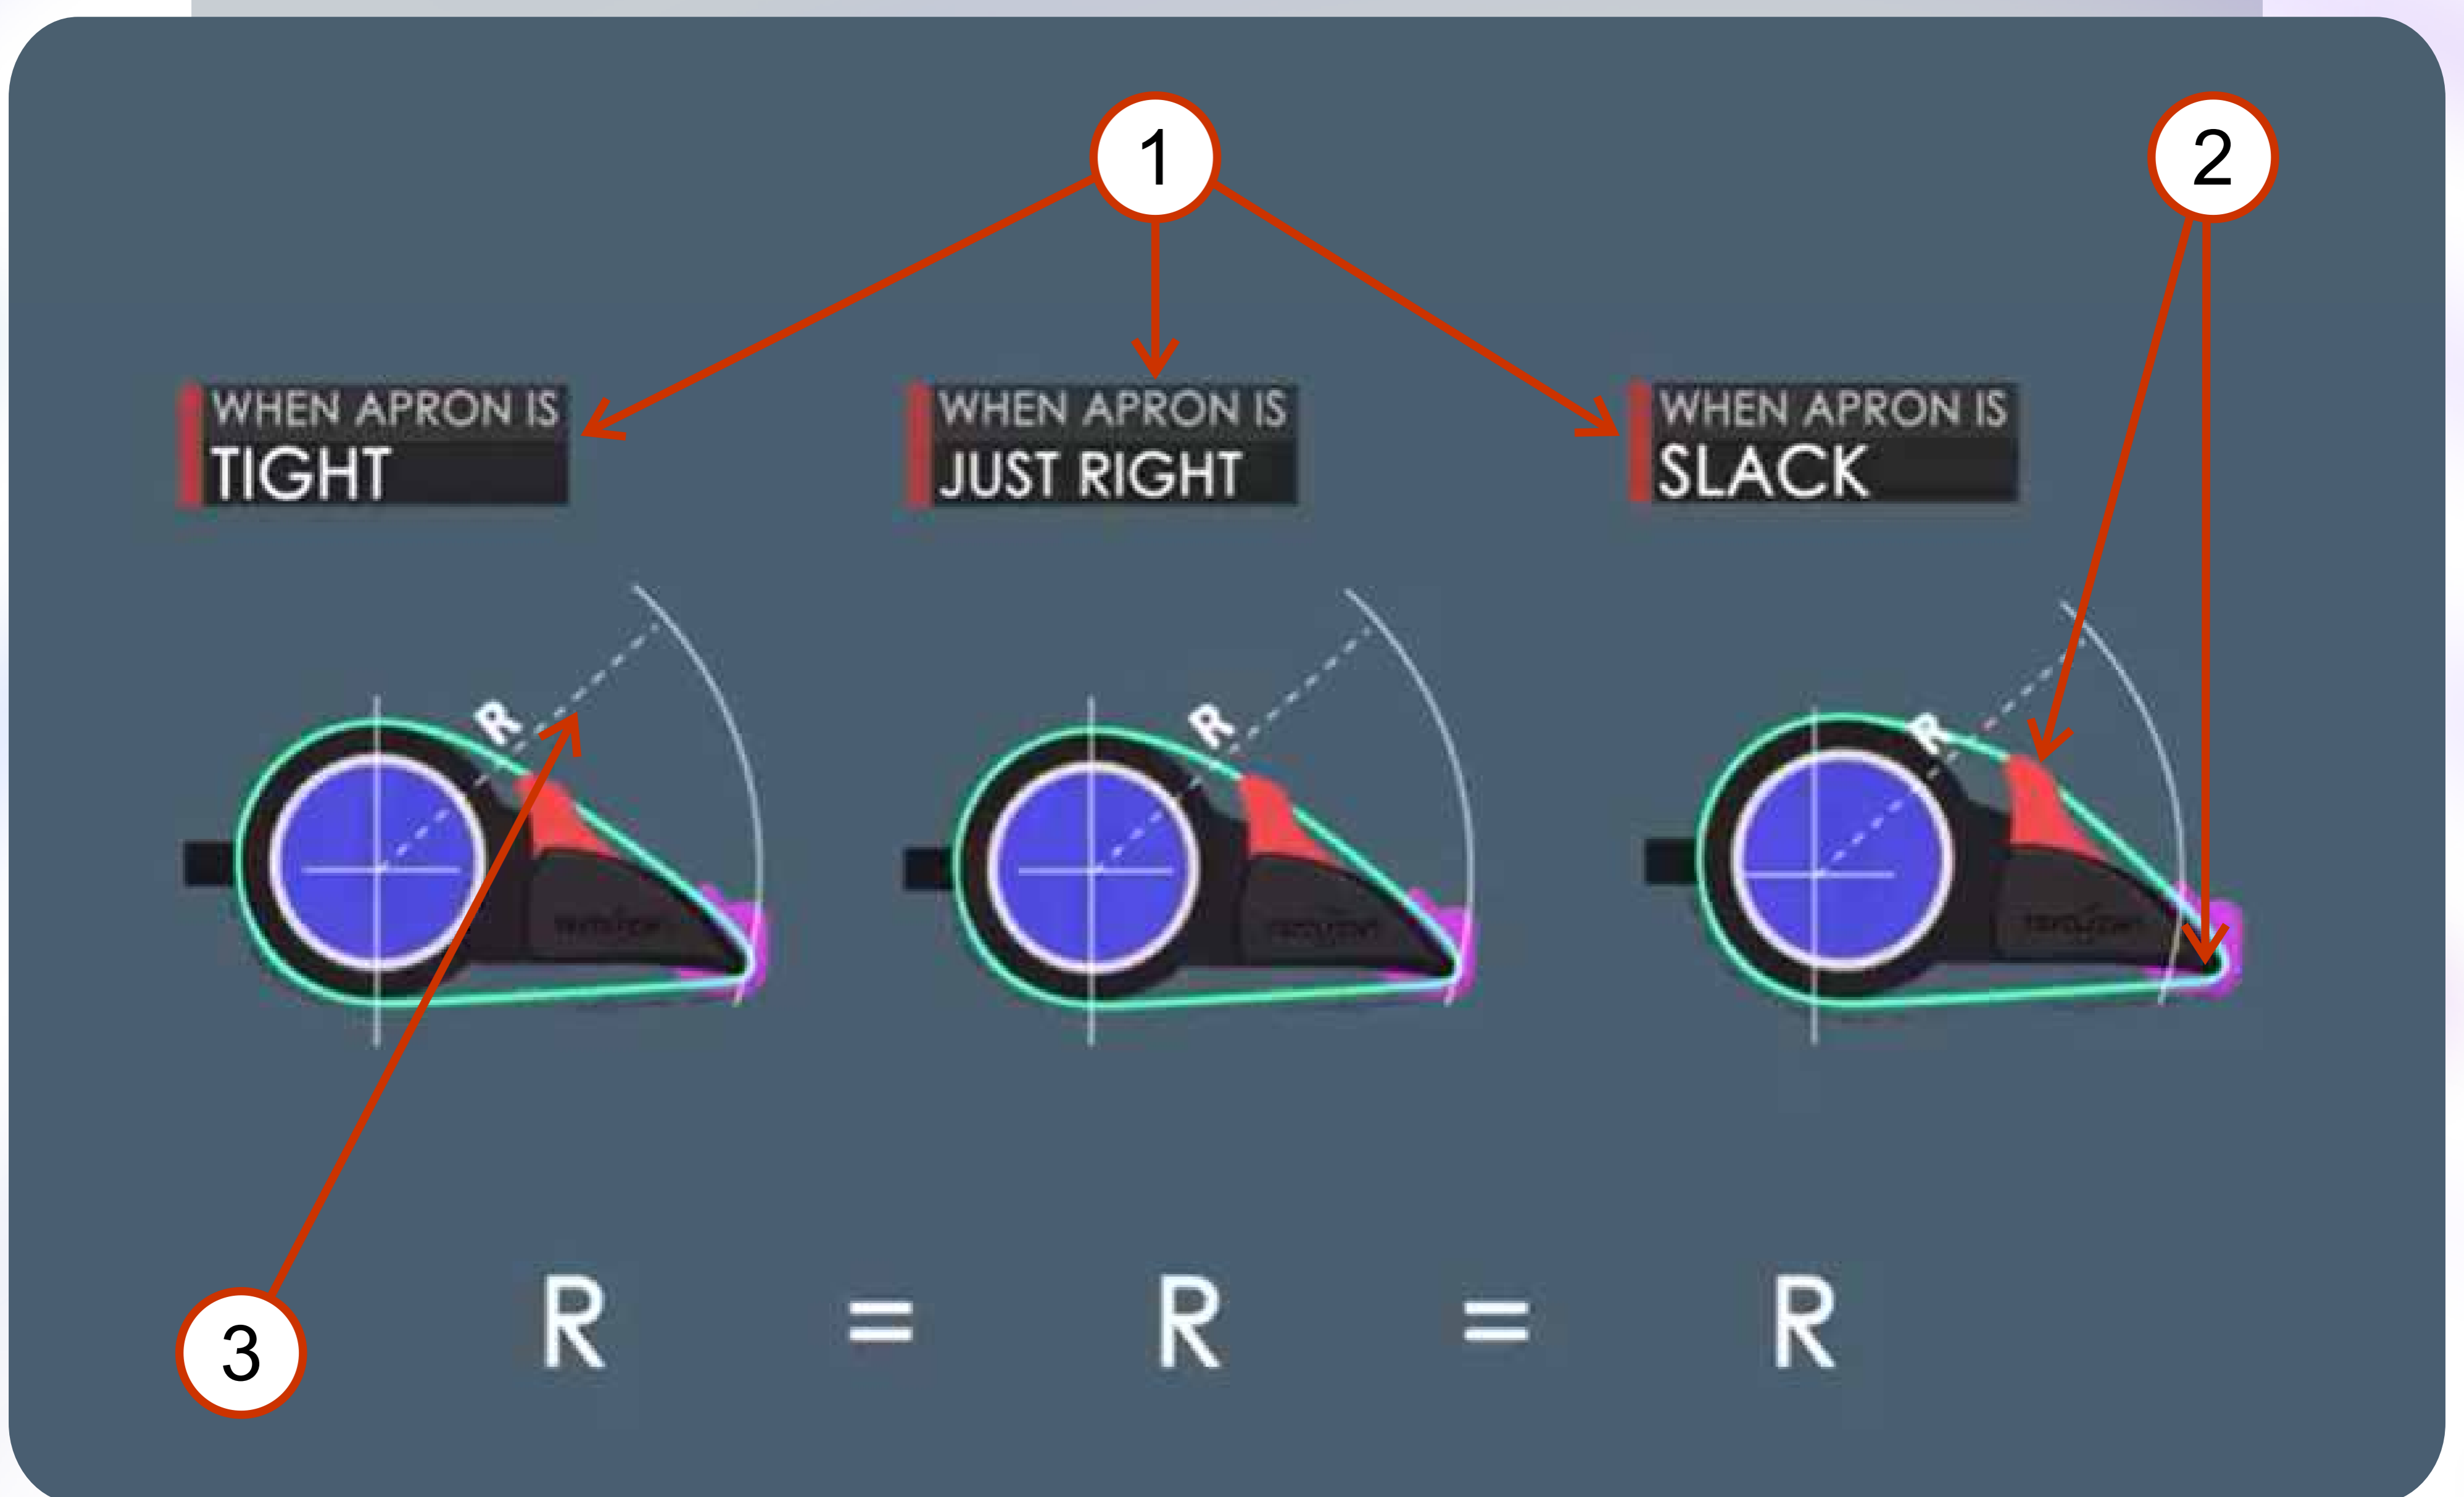 1
2
WHEN APRON IS
TIGHT
WHEN APRON IS
JUST RIGHT
WHEN APRON IS
SLACK
R
R
R
3
R = R = R